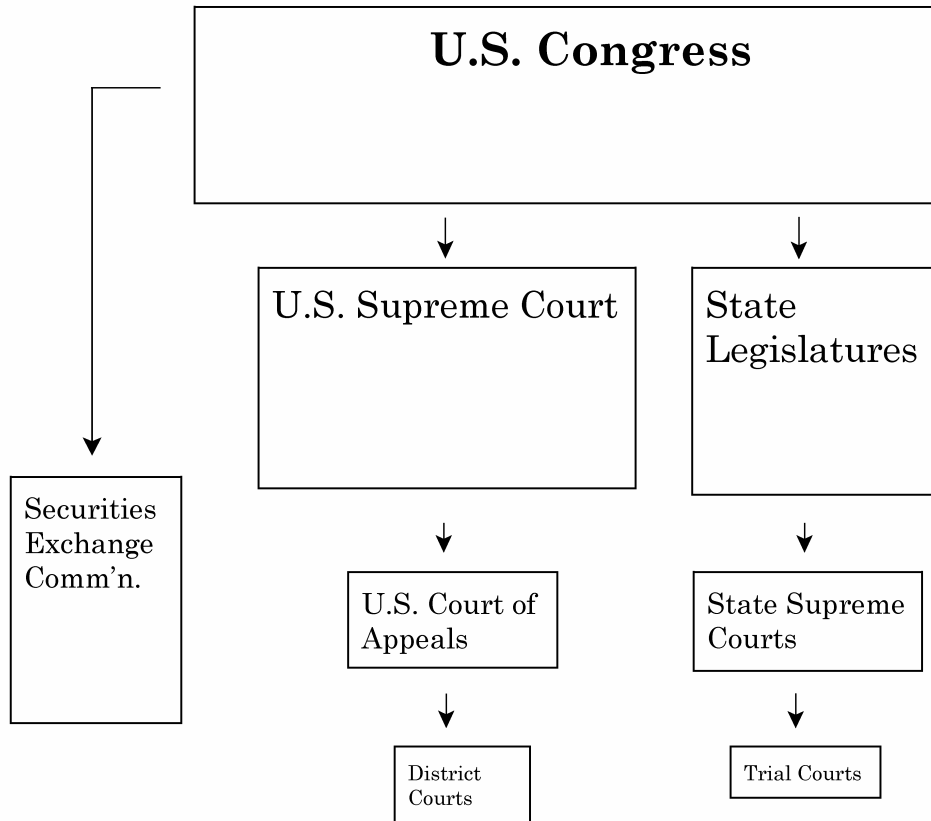 U.S. Congress
U.S. Supreme Court
State
Legislatures
Securities
Exchange
Comm'n.
U.S. Court of
Appeals
State Supreme
Courts
District
Courts
Trial Courts